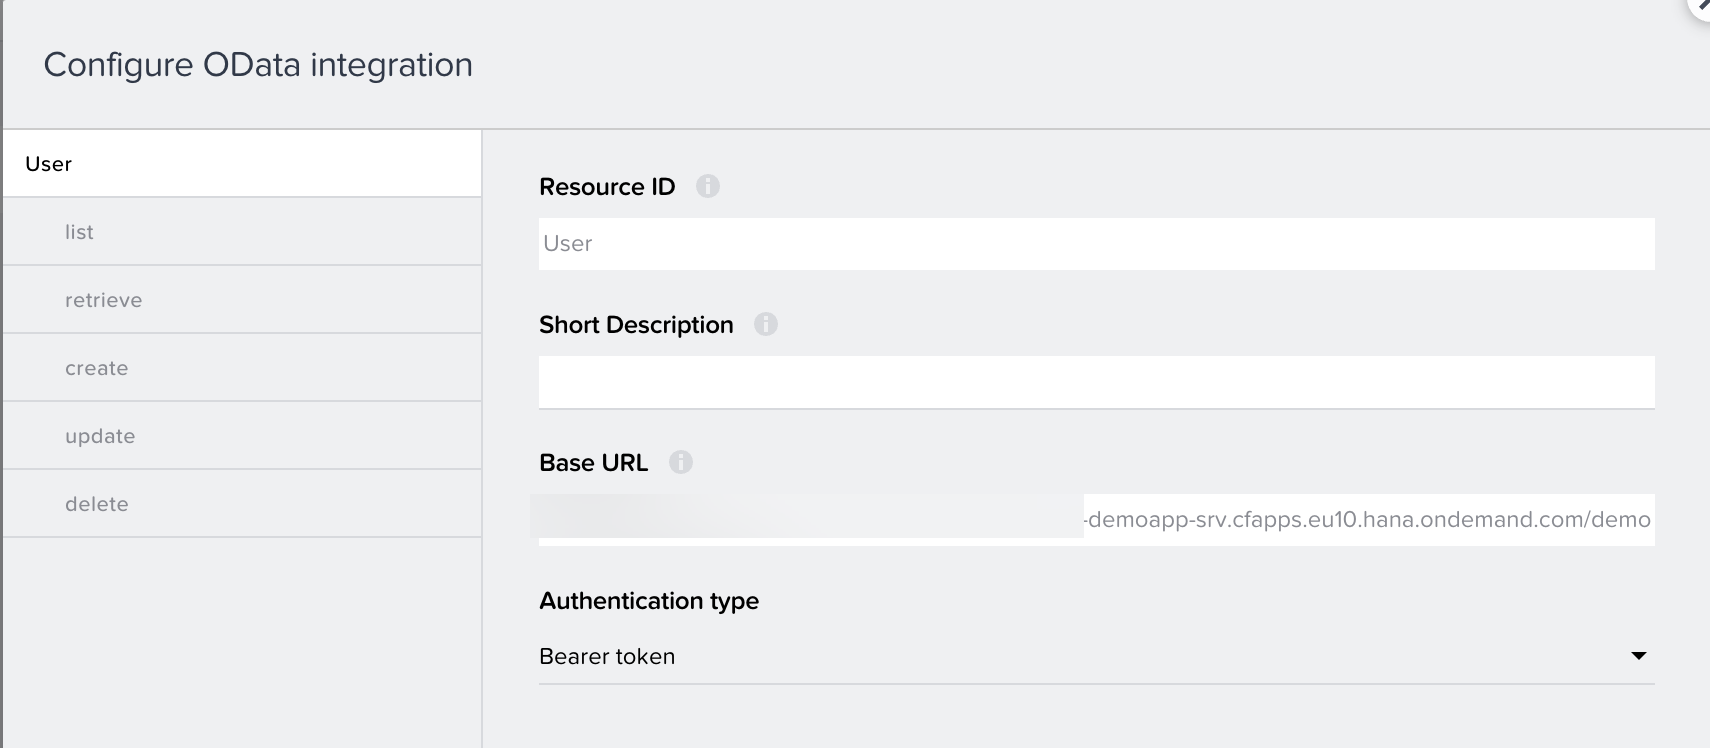 Configure OData integration
User
list
retrieve
create
update
delete
Resource ID
User
Short Description
Base URL
-demoapp-srv.cfapps.eu10.hana.ondemand.com/demo
Authentication type
Bearer token